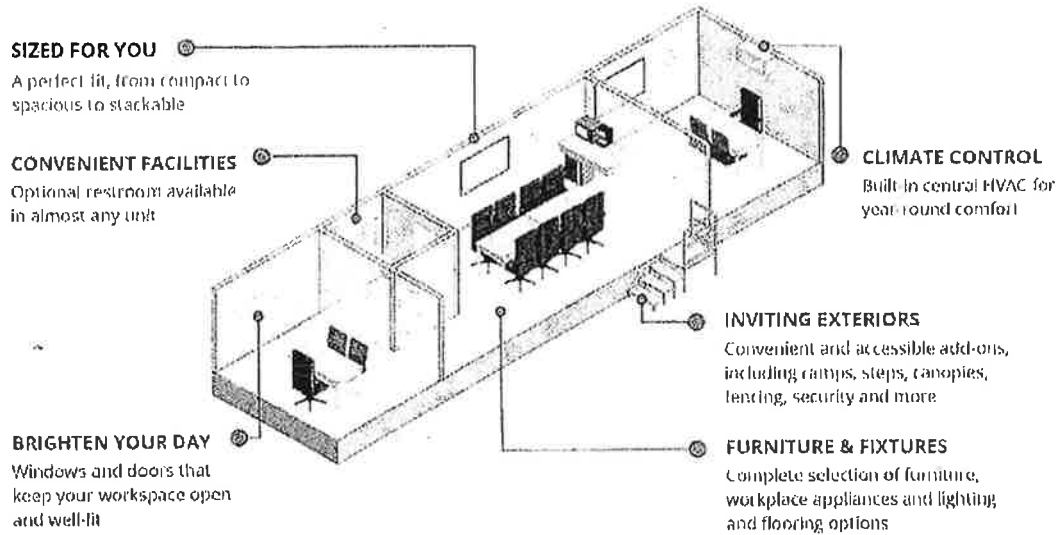 SIZED FOR YOU
A perfect fit, from compact to
spacious to stackable
CONVENIENT FACILITIES
Optional restroom available
in almost any unit
CLIMATE CONTROL
Built-in central HVAC for
year-round comfort
INVITING EXTERIORS
Convenient and accessible add-ons,
including ramps, steps, canopies,
fencing, security and more
BRIGHTEN YOUR DAY
Windows and doors that
keep your workspace open
and well-lit
FURNITURE & FIXTURES
Complete selection of furniture,
workplace appliances and lighting
and flooring options